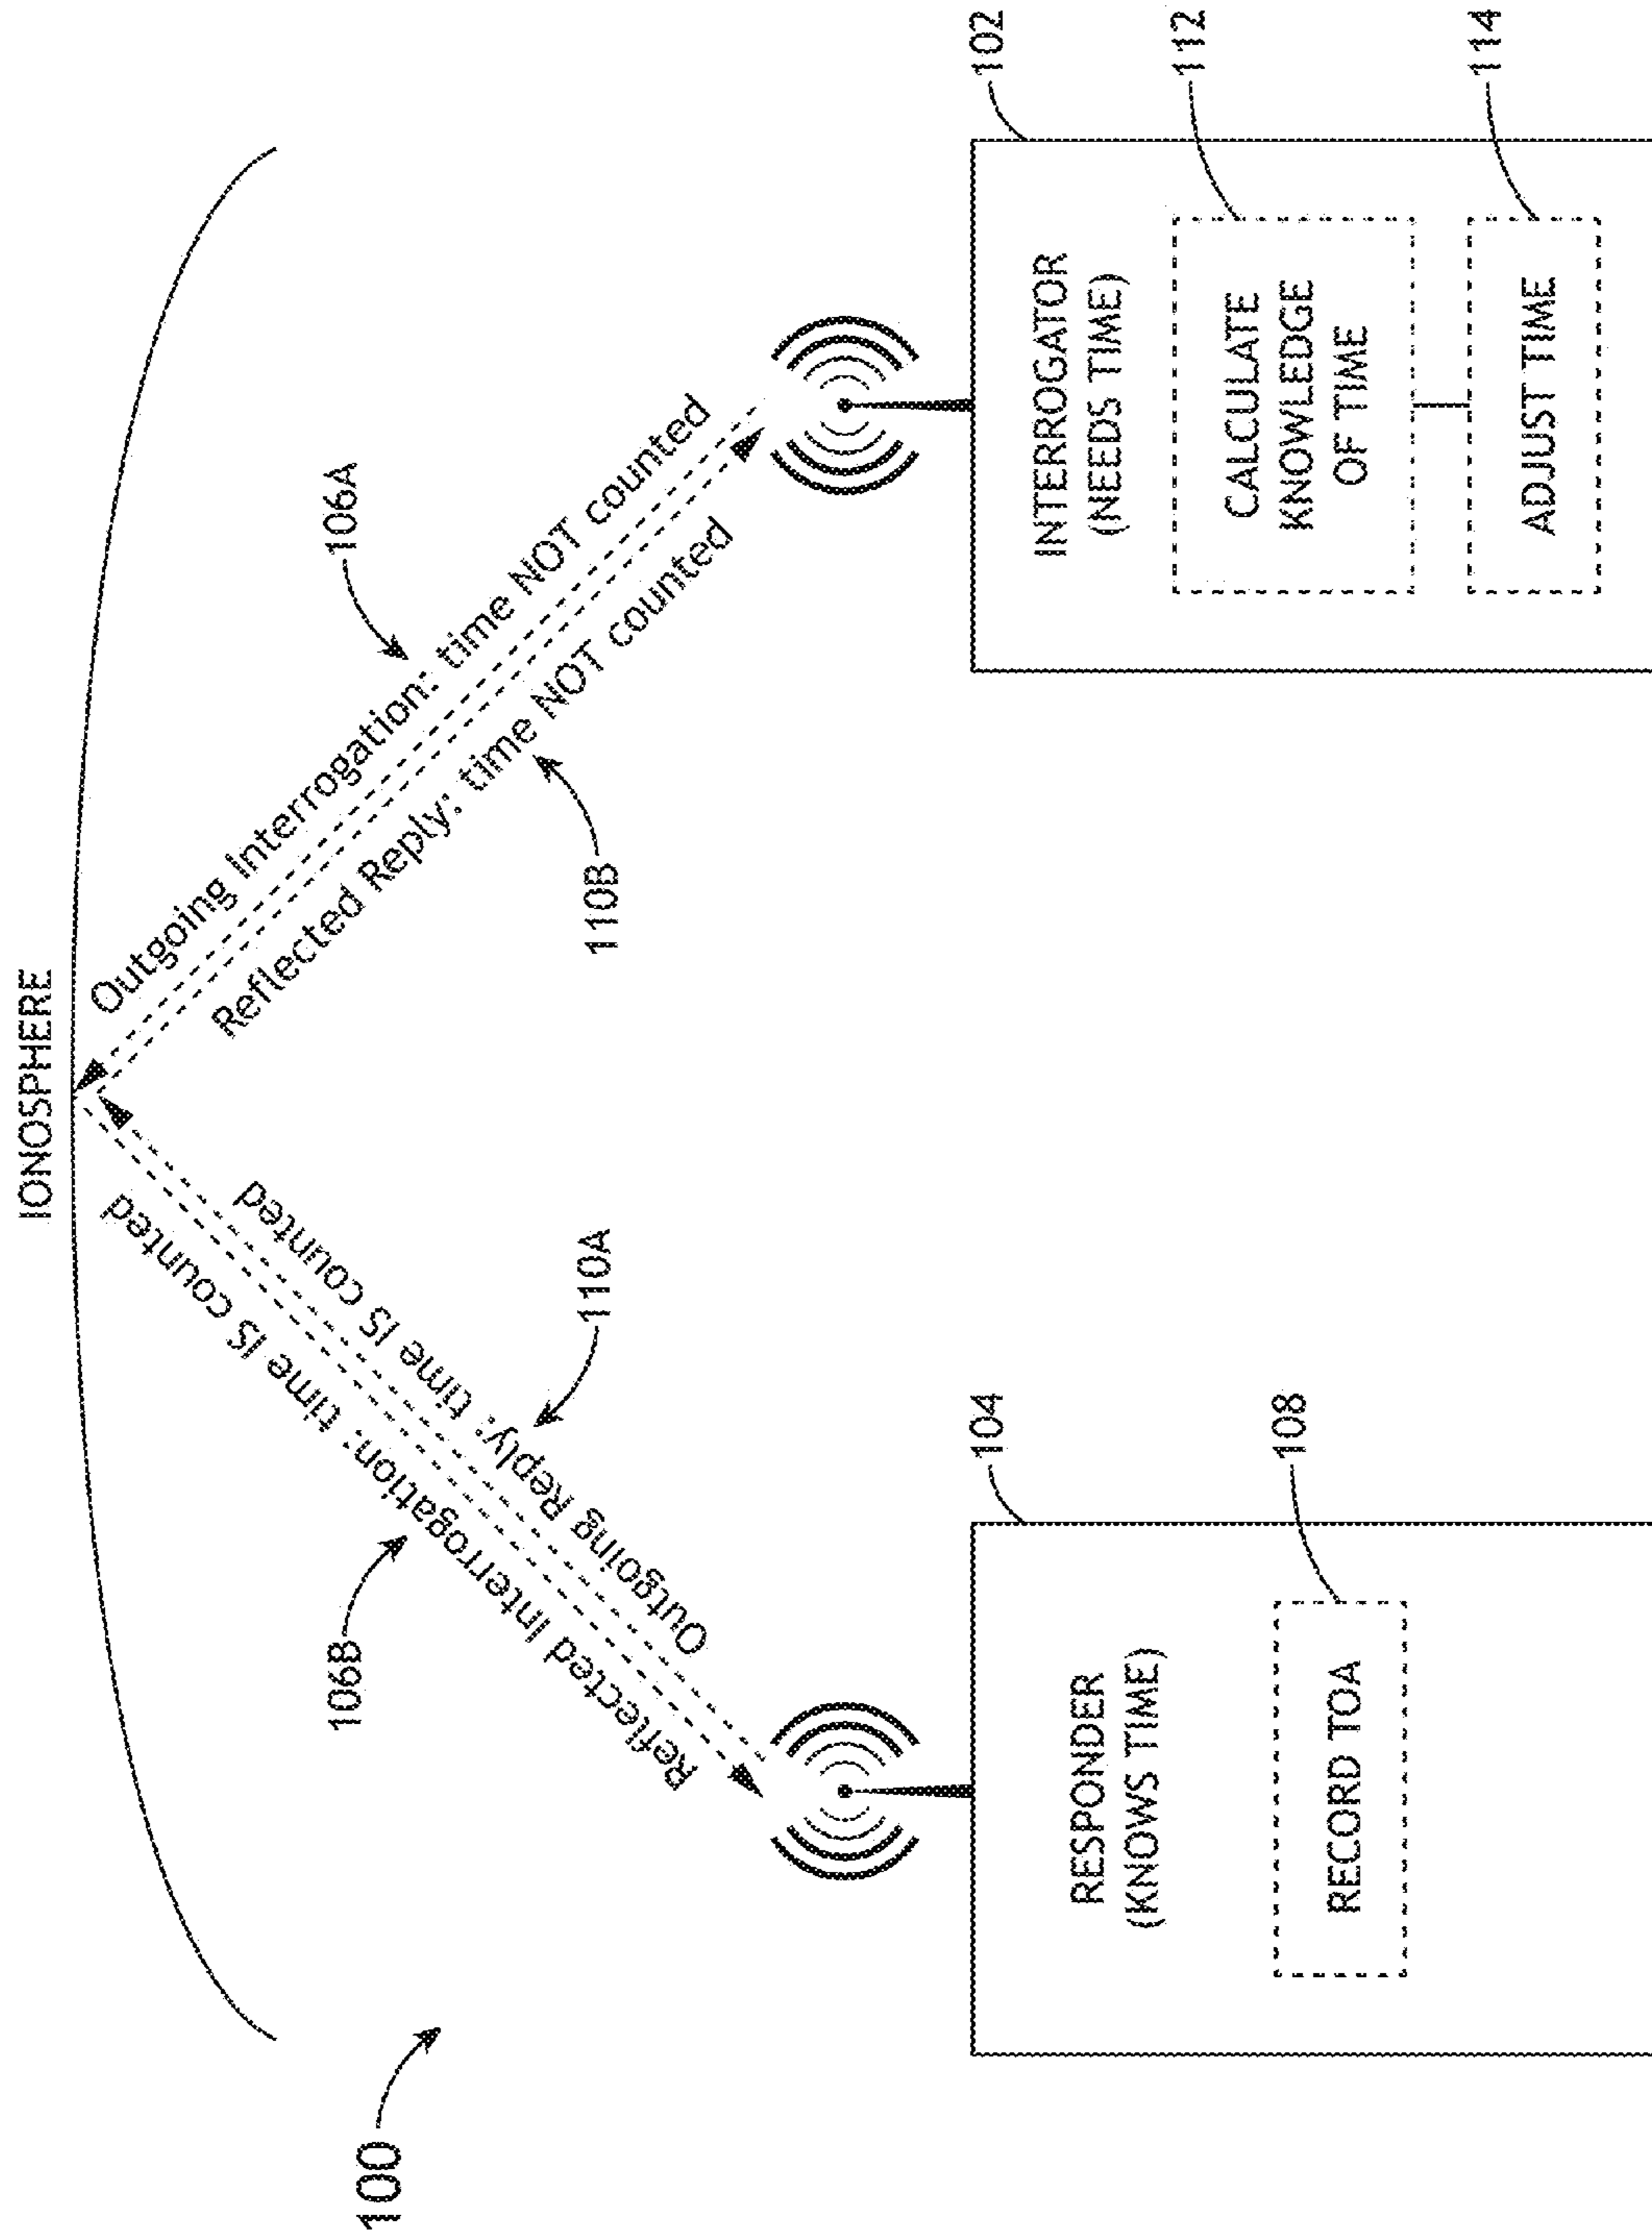 IONOSPHERE
100
106B
106A
Reflected Interrogation: time IS counted
Outgoing Interrogation: time NOT counted
Outgoing Reply: time IS counted
Reflected Reply: time NOT counted
110A
110B
104
RESPONDER
(KNOWS TIME)
108
RECORD TOA
102
INTERROGATOR
(NEEDS TIME)
112
CALCULATE
KNOWLEDGE
OF TIME
114
ADJUST TIME